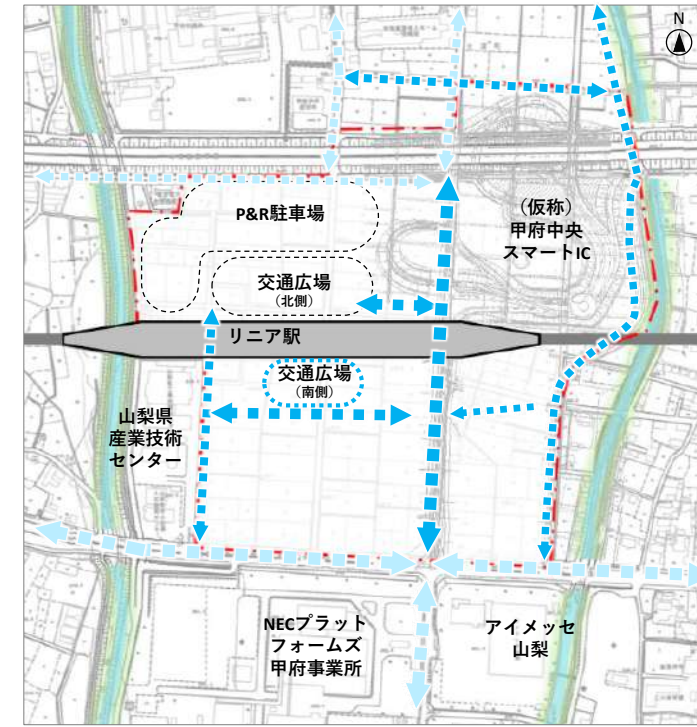 N
P&R駐車場
(仮称)
甲府中央
スマートIC
交通広場
(北側)
リニア駅
交通広場
(南側)
山梨県
産業技術
センター
NECプラット
フォームズ
甲府事業所
アイメッセ
山梨